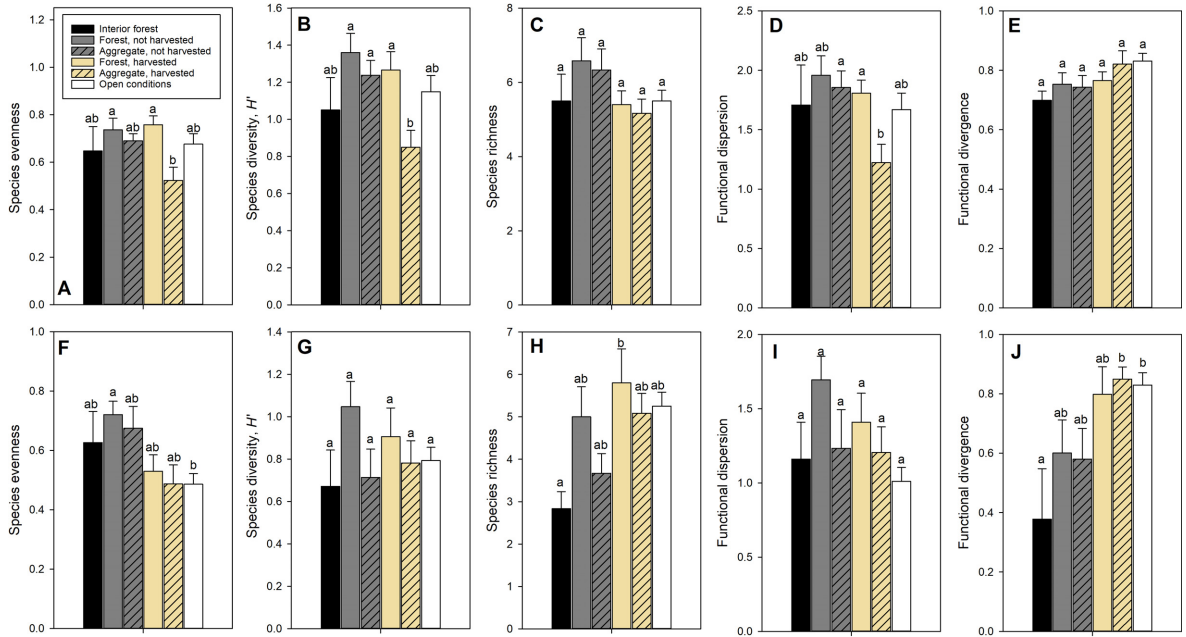 A
Species evenness
1.2
1.0
0.8
0.6
0.4
0.2
0.0
Interior forest
Forest, not harvested
Aggregate, not harvested
Forest, harvested
Aggregate, harvested
Open conditions
ab
a
ab
a
b
ab
B
Species diversity, H'
1.6
1.4
1.2
1.0
0.8
0.6
0.4
0.2
0.0
ab
a
a
a
b
ab
C
Species richness
8
6
4
2
0
a
a
a
a
a
a
D
Functional dispersion
2.5
2.0
1.5
1.0
0.5
0.0
ab
ab
a
a
b
ab
E
Functional divergence
1.0
0.8
0.6
0.4
0.2
0.0
a
a
a
a
a
a
F
Species evenness
1.0
0.8
0.6
0.4
0.2
0.0
ab
a
ab
ab
ab
b
G
Species diversity, H'
1.4
1.2
1.0
0.8
0.6
0.4
0.2
0.0
a
a
a
a
a
a
H
Species richness
7
6
5
4
3
2
1
0
a
ab
ab
b
ab
ab
I
Functional dispersion
2.0
1.5
1.0
0.5
0.0
a
a
a
a
a
a
J
Functional divergence
1.0
0.8
0.6
0.4
0.2
0.0
a
ab
ab
ab
b
b